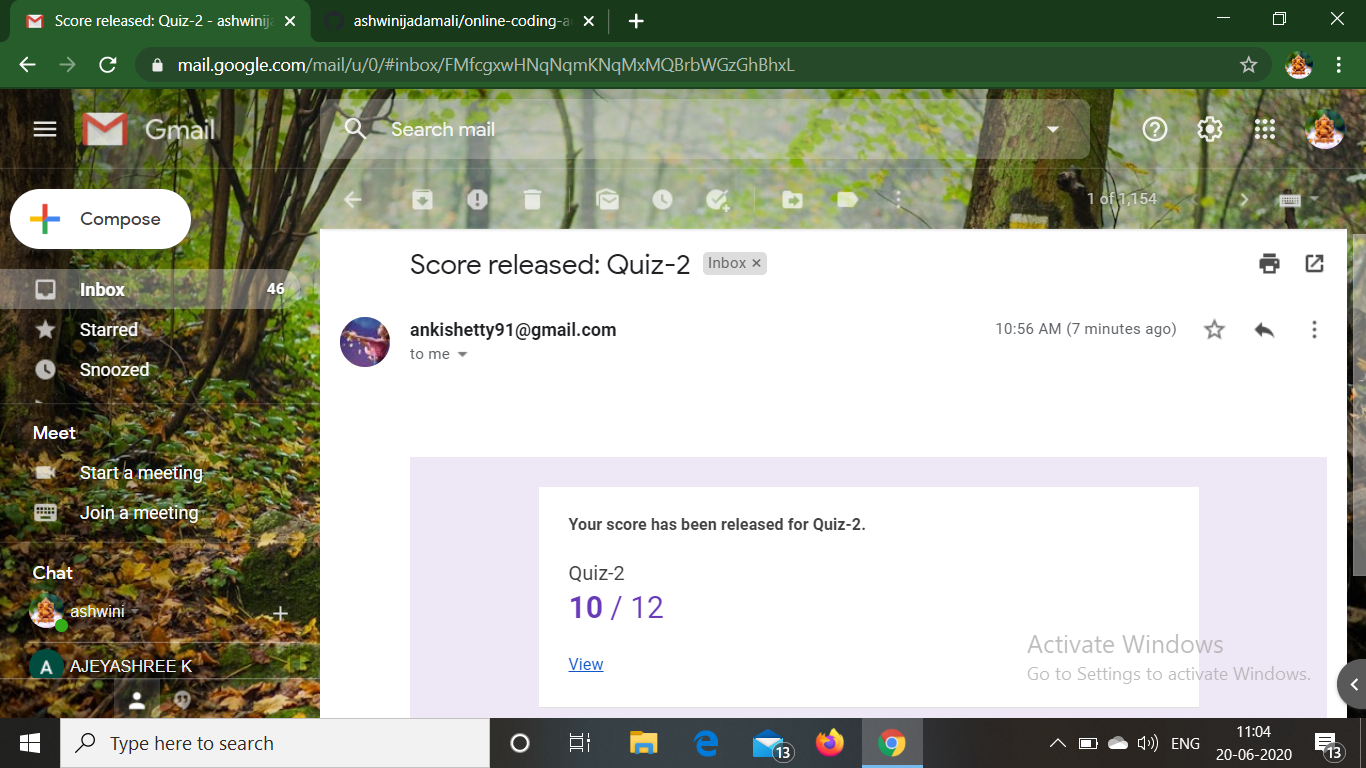 Score released: Quiz-2 - ashwinija
ashwinijadamali/online-coding-a
mail.google.com/mail/u/0/#inbox/FMfcgxwHNqNqmKNqMxMQBrbWGzGhBhxL
Gmail
Search mail
Compose
1 of 1,154
Inbox 46
Starred
Snoozed
Meet
Start a meeting
Join a meeting
Chat
ashwini
A AJEYASHREE K
Score released: Quiz-2 Inbox ×
ankishetty91@gmail.com 10:56 AM (7 minutes ago)
to me
Your score has been released for Quiz-2.
Quiz-2
10 / 12
View
Activate Windows
Go to Settings to activate Windows.
Type here to search
13
ENG
11:04
20-06-2020
13